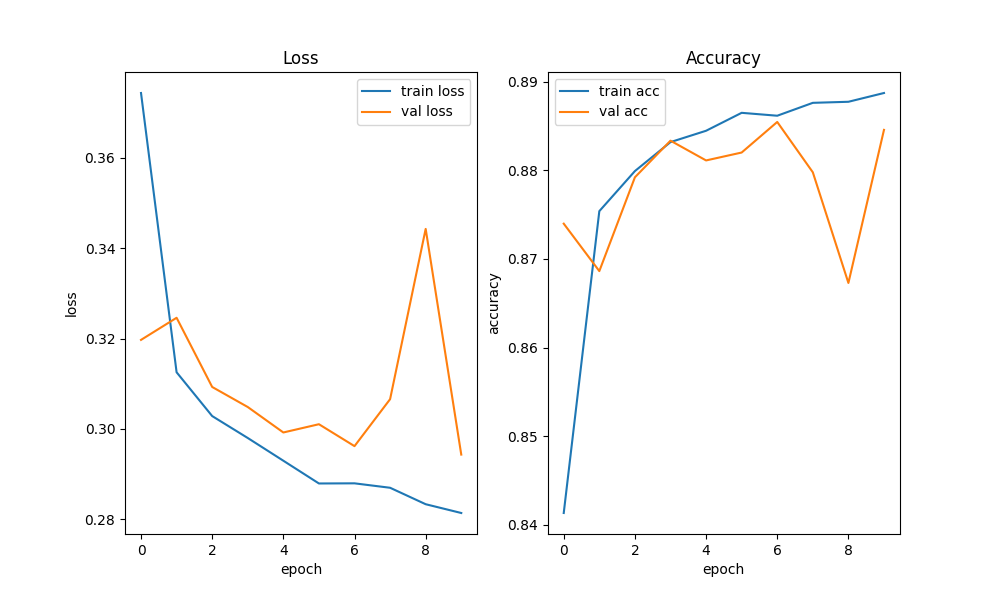 Loss
train loss
val loss
0.36
0.34
0.32
0.30
0.28
loss
0 2 4 6 8
epoch
Accuracy
train acc
val acc
0.89
0.88
0.87
0.86
0.85
0.84
accuracy
0 2 4 6 8
epoch